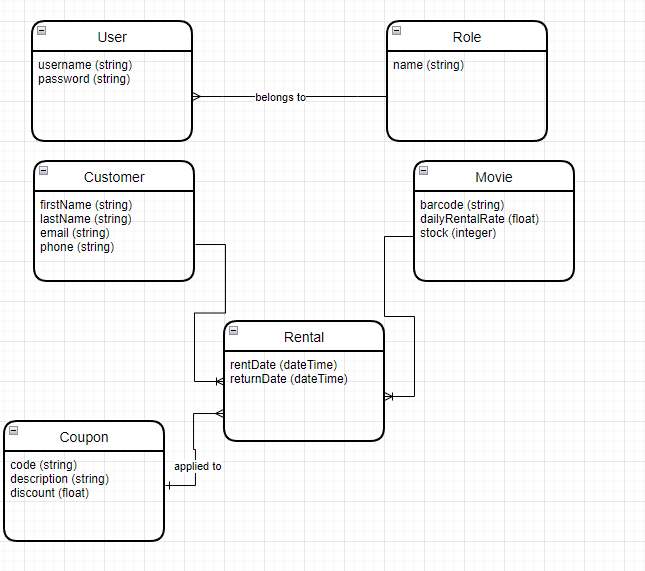 User
username (string)
password (string)
belongs to
Role
name (string)
Customer
firstName (string)
lastName (string)
email (string)
phone (string)
Movie
barcode (string)
dailyRentalRate (float)
stock (integer)
Rental
rentDate (dateTime)
returnDate (dateTime)
Coupon
code (string)
description (string)
discount (float)
applied to